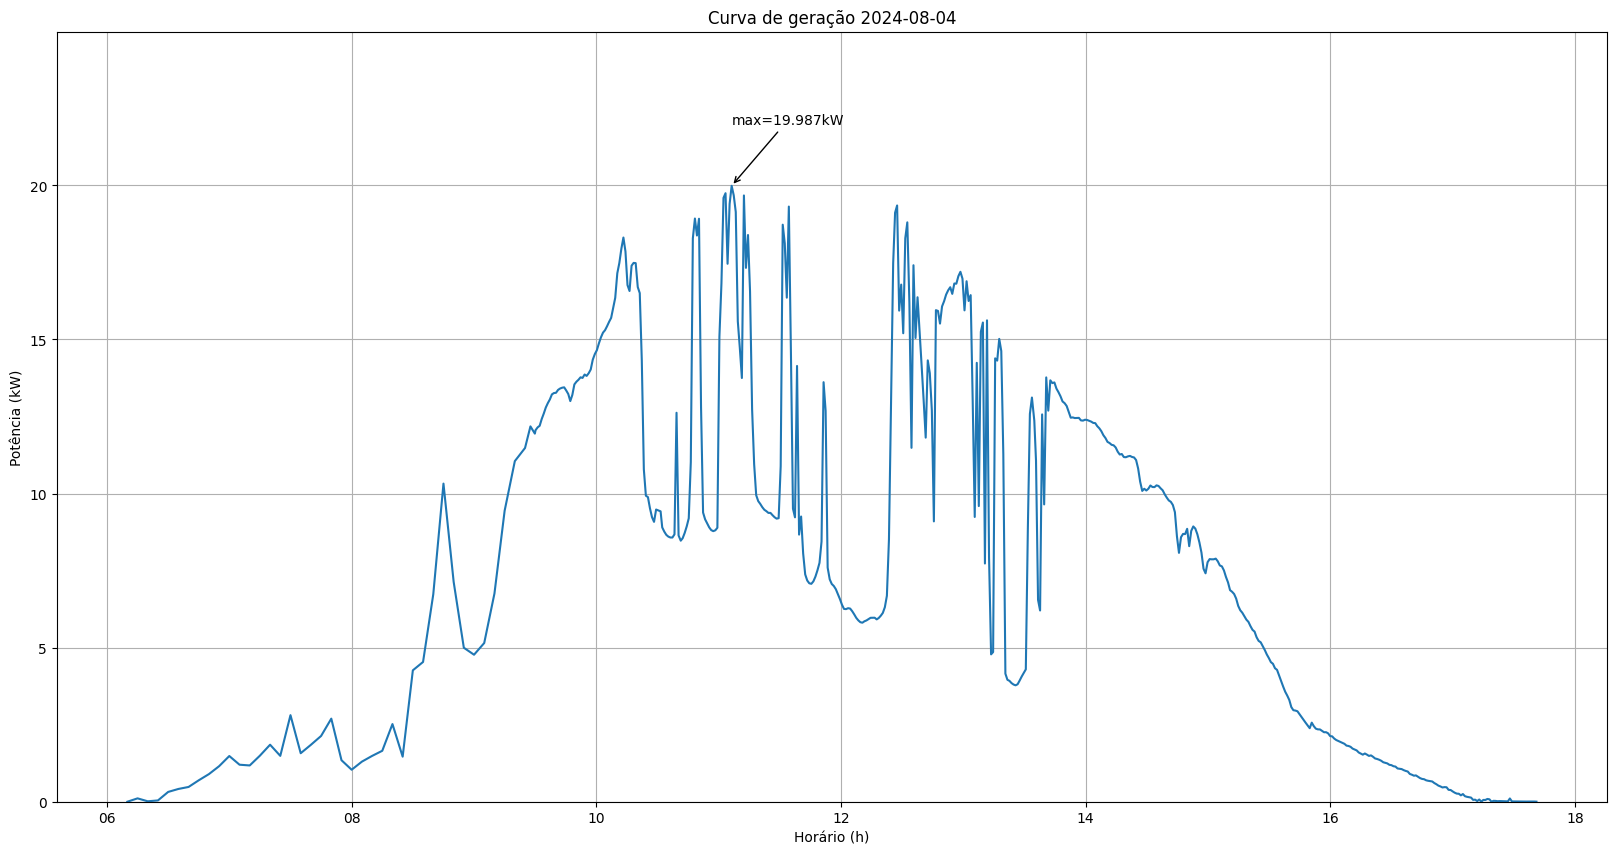 Curva de geração 2024-08-04
max=19.987kW
20
15
10
5
0
Potência (kW)
06 08 10 12 14 16 18
Horário (h)